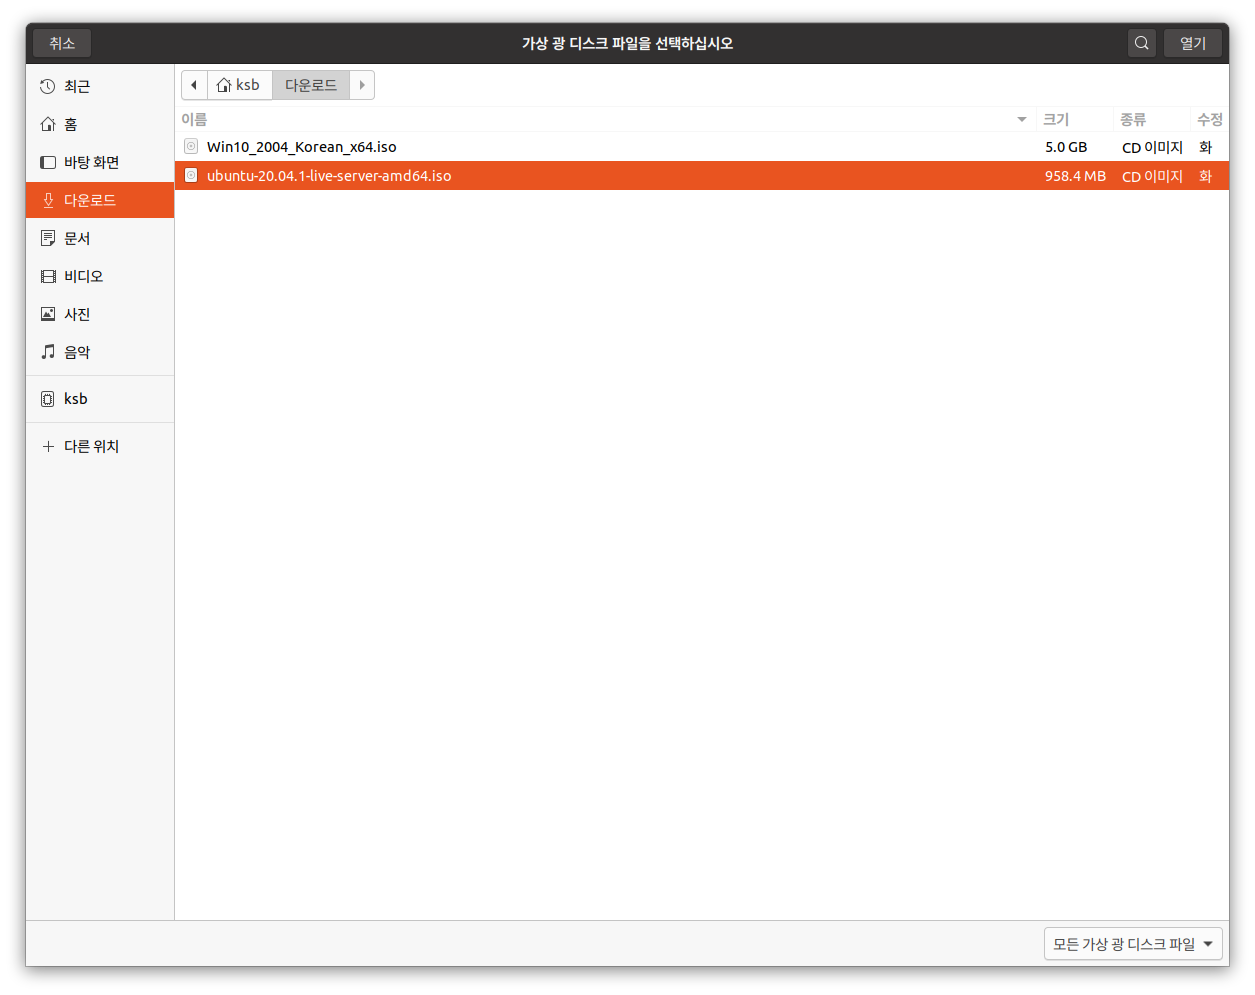 취소
가상 광 디스크 파일을 선택하십시오
열기
최근
홈
바탕 화면
다운로드
문서
비디오
사진
음악
ksb
다른 위치
ksb 다운로드
이름 크기 종류 수정
Win10_2004_Korean_x64.iso 5.0 GB CD 이미지 화
ubuntu-20.04.1-live-server-amd64.iso 958.4 MB CD 이미지 화
모든 가상 광 디스크 파일